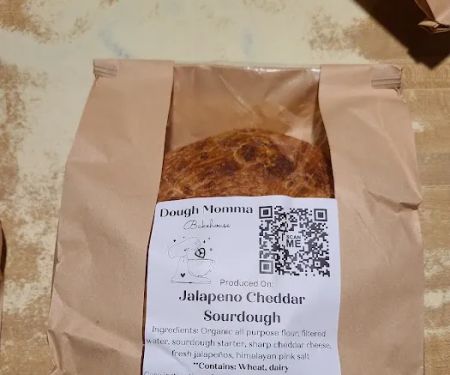 Dough Momma
Bakehouse
SCAN
ME
Produced On:
Jalapeno Cheddar
Sourdough
Ingredients: Organic all purpose flour, filtered
water, sourdough starter, sharp cheddar cheese,
fresh jalapeños, himalayan pink salt
**Contains: Wheat, dairy